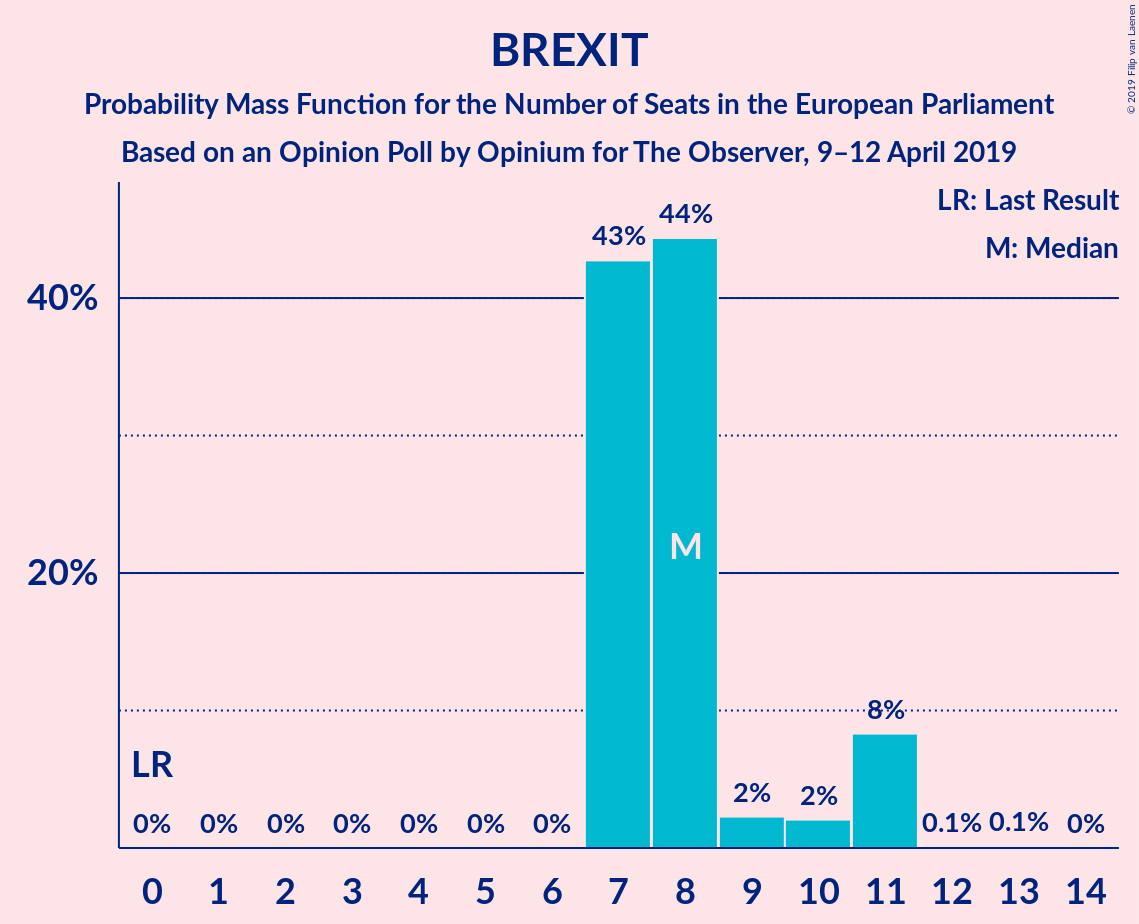 BREXIT
Probability Mass Function for the Number of Seats in the European Parliament
Based on an Opinion Poll by Opinium for The Observer, 9–12 April 2019
© 2019 Filip van Laenen
LR: Last Result
M: Median
40%
20%
LR
M
0% 0% 0% 0% 0% 0% 0% 43% 44% 2% 2% 8% 0.1% 0.1% 0%
0 1 2 3 4 5 6 7 8 9 10 11 12 13 14